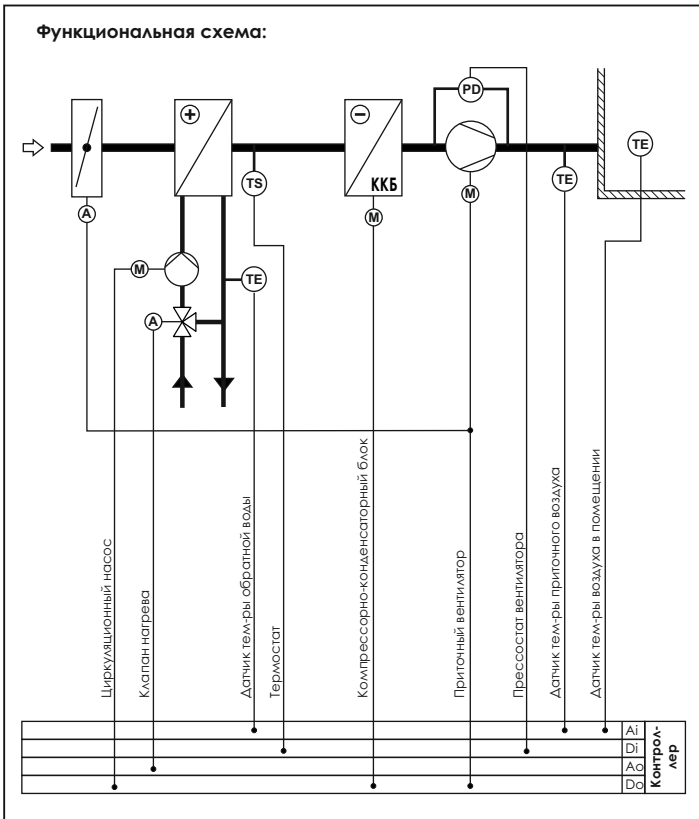 Функциональная схема:
PD
TE
+
−
ККБ
TS
TE
A
M
M
M
TE
A
Циркуляционный насос
Клапан нагрева
Датчик тем-ры обратной воды
Термостат
Компрессорно-конденсаторный блок
Приточный вентилятор
Прессостат вентилятора
Датчик тем-ры приточного воздуха
Датчик тем-ры воздуха в помещении
Ai
Di
Ao
Do
Контрол-
лер